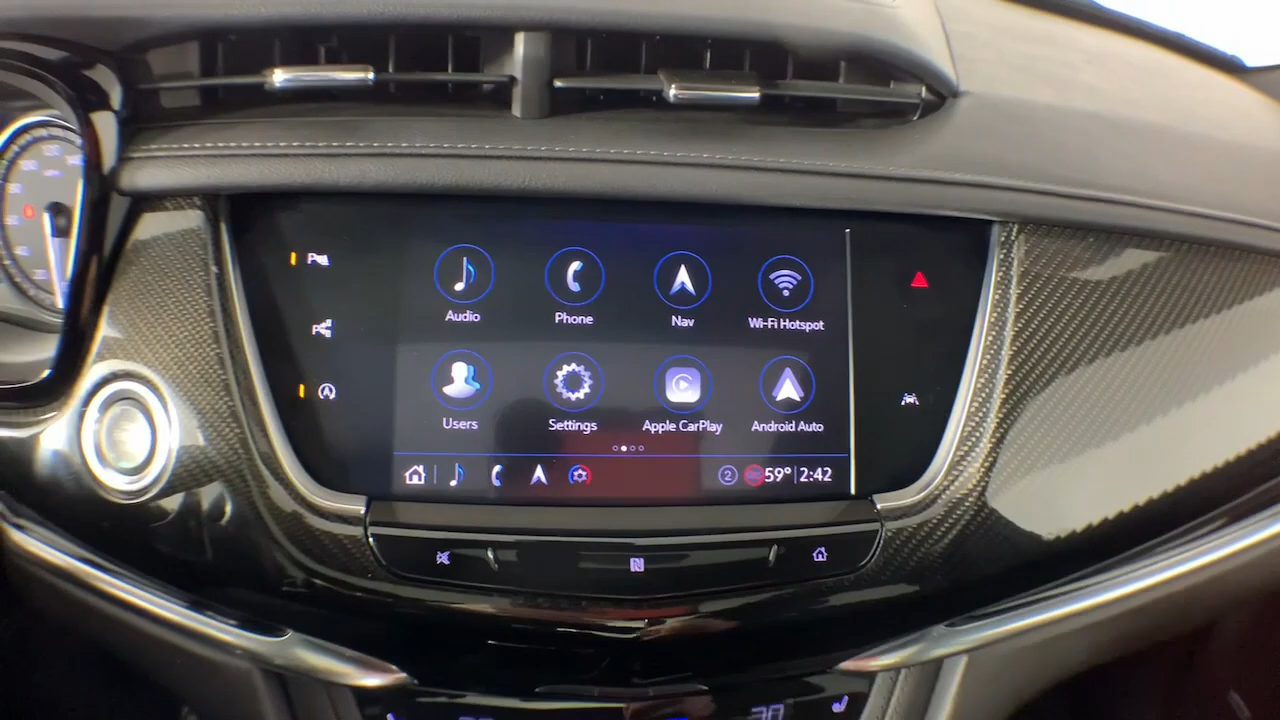 Audio Phone Nav Wi-Fi Hotspot
Users Settings Apple CarPlay Android Auto
2 59° 2:42